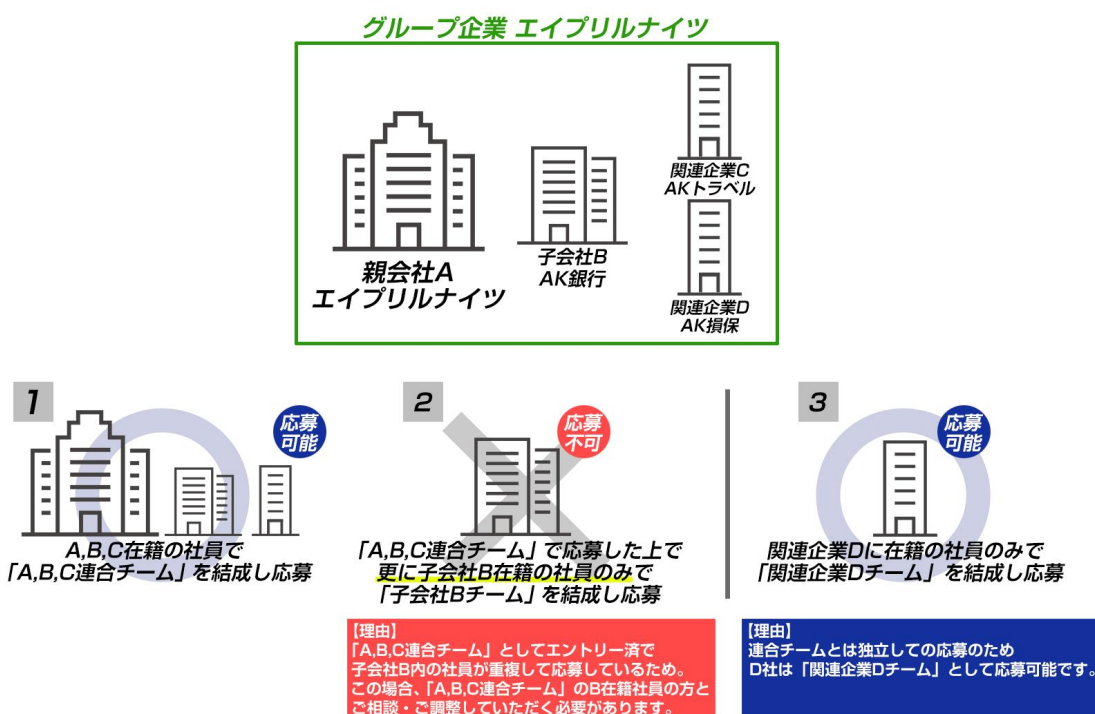 グループ企業 エイプリルナイツ
親会社A
エイプリルナイツ
子会社B
AK銀行
関連企業C
AKトラベル
関連企業D
AK損保
1
応募
可能
A,B,C在籍の社員で
「A,B,C連合チーム」を結成し応募
2
応募
不可
「A,B,C連合チーム」で応募した上で
更に子会社B在籍の社員のみで
「子会社Bチーム」を結成し応募
【理由】
「A,B,C連合チーム」としてエントリー済で
子会社B内の社員が重複して応募しているため。
この場合、「A,B,C連合チーム」のB在籍社員の方と
ご相談・ご調整していただく必要があります。
3
応募
可能
関連企業Dに在籍の社員のみで
「関連企業Dチーム」を結成し応募
【理由】
連合チームとは独立しての応募のため
D社は「関連企業Dチーム」として応募可能です。